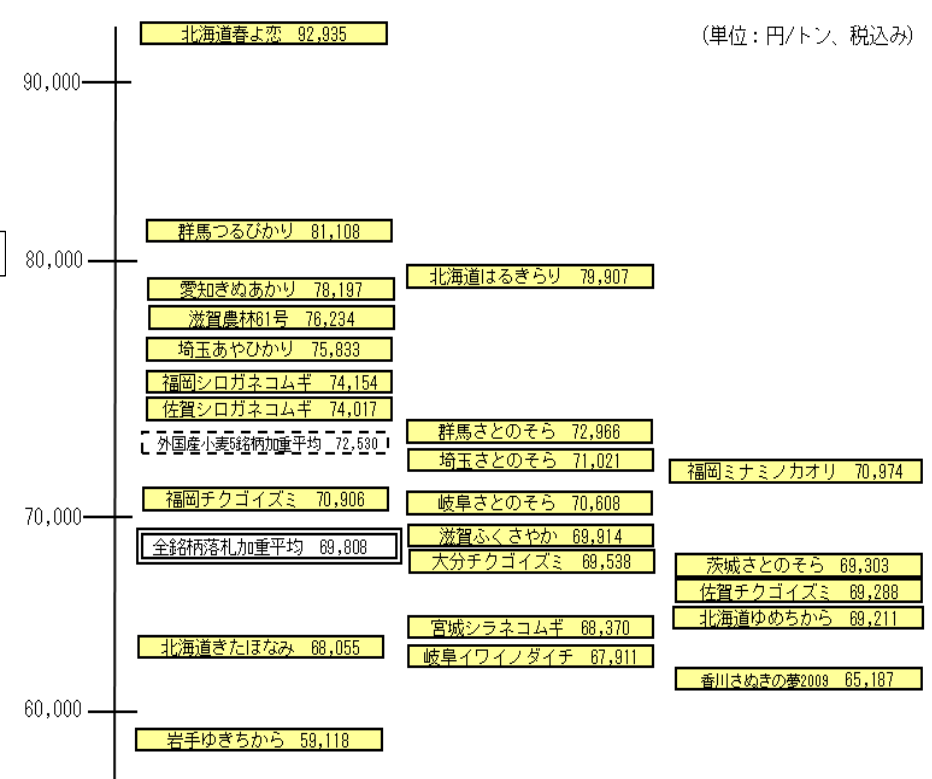 北海道春よ恋 92,935
(単位：円/トン、税込み)
90,000
群馬つるぴかり 81,108
80,000
北海道はるきらり 79,907
愛知きぬあかり 78,197
滋賀農林61号 76,234
埼玉あやひかり 75,833
福岡シロガネコムギ 74,154
佐賀シロガネコムギ 74,017
外国産小麦5銘柄加重平均 72,530
群馬さとのそら 72,966
埼玉さとのそら 71,021
福岡ミナミノカオリ 70,974
福岡チクゴイズミ 70,906
岐阜さとのそら 70,608
70,000
滋賀ふくさやか 69,914
全銘柄落札加重平均 69,808
大分チクゴイズミ 69,538
茨城さとのそら 69,303
佐賀チクゴイズミ 69,288
北海道ゆめちから 69,211
宮城シラネコムギ 68,370
北海道きたほなみ 68,055
岐阜イワイノダイチ 67,911
香川さぬきの夢2009 65,187
60,000
岩手ゆきちから 59,118